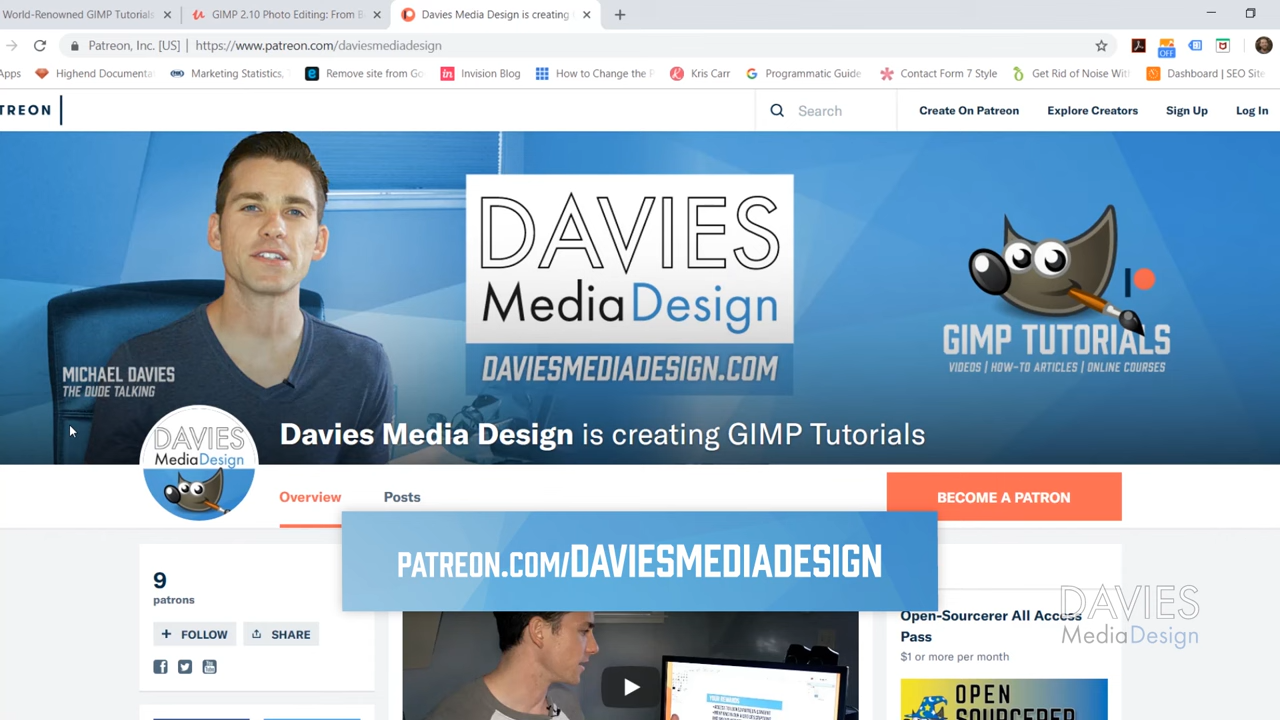 World-Renowned GIMP Tutorials
GIMP 2.10 Photo Editing: From B
Davies Media Design is creating
Patreon, Inc. [US] | https://www.patreon.com/daviesmediadesign
OFF
Apps
Highend Documenta
Marketing Statistics,
Remove site from Go
Invision Blog
How to Change the P
Kris Carr
Programmatic Guide
Contact Form 7 Style
Get Rid of Noise With
Dashboard | SEO Site
TREON
Search
Create On Patreon
Explore Creators
Sign Up
Log In
DAVIES
MediaDesign
DAVIESMEDIADESIGN.COM
GIMP TUTORIALS
VIDEOS | HOW-TO ARTICLES | ONLINE COURSES
MICHAEL DAVIES
THE DUDE TALKING
DAVIES
MediaDesign
Davies Media Design is creating GIMP Tutorials
Overview
Posts
BECOME A PATRON
PATREON.COM/DAVIESMEDIADESIGN
9
patrons
+ FOLLOW
SHARE
Open-Sourcerer All Access
Pass
$1 or more per month
DAVIES
MediaDesign
OPEN
SOURCERER